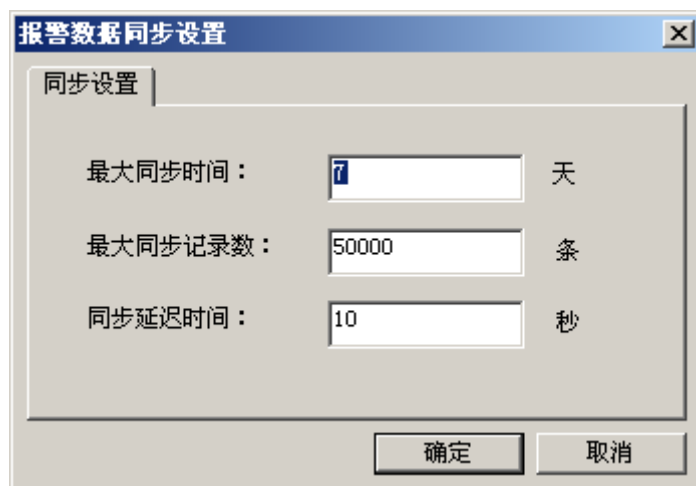 报警数据同步设置
同步设置
最大同步时间： 7 天
最大同步记录数： 50000 条
同步延迟时间： 10 秒
确定 取消